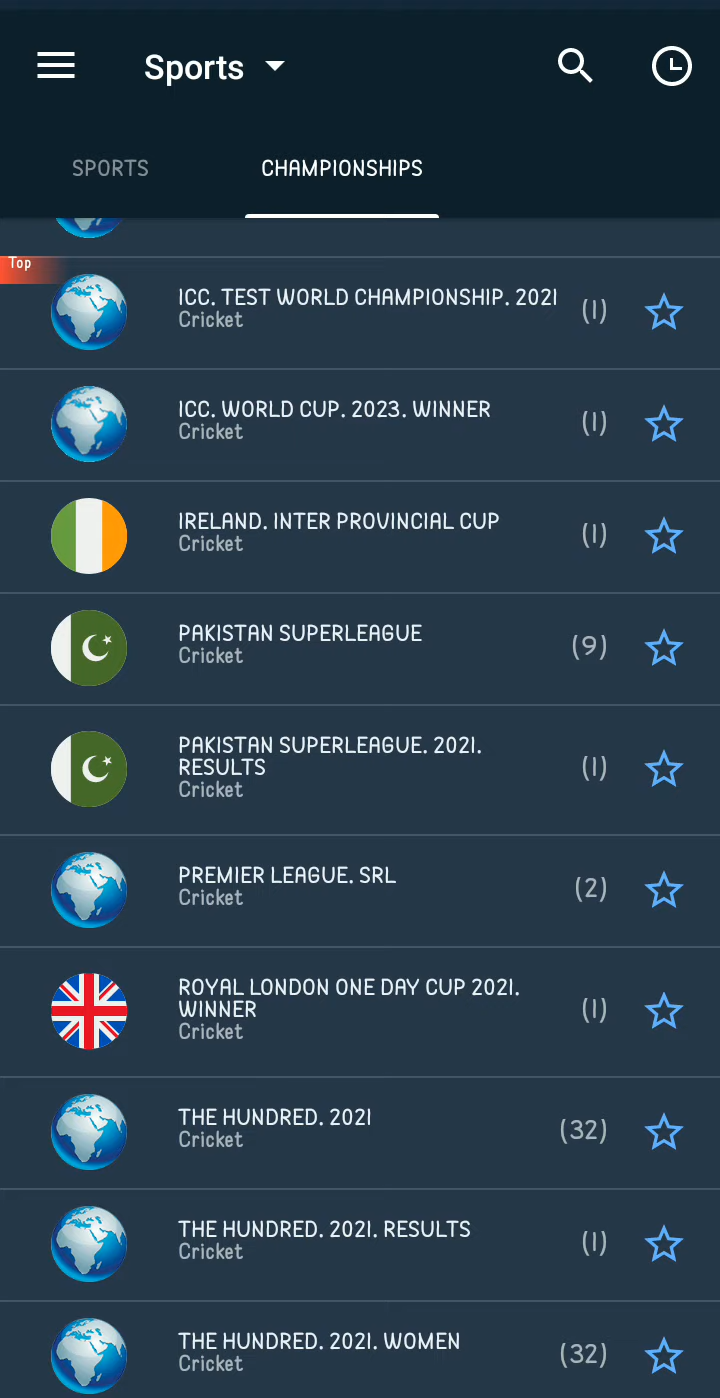 Sports
SPORTS
CHAMPIONSHIPS
Top
ICC. TEST WORLD CHAMPIONSHIP. 2021
(1)
Cricket
ICC. WORLD CUP. 2023. WINNER
(1)
Cricket
IRELAND. INTER PROVINCIAL CUP
(1)
Cricket
PAKISTAN SUPERLEAGUE
(9)
Cricket
PAKISTAN SUPERLEAGUE. 2021.
RESULTS
(1)
Cricket
PREMIER LEAGUE. SRL
(2)
Cricket
ROYAL LONDON ONE DAY CUP 2021.
WINNER
(1)
Cricket
THE HUNDRED. 2021
(32)
Cricket
THE HUNDRED. 2021. RESULTS
(1)
Cricket
THE HUNDRED. 2021. WOMEN
(32)
Cricket